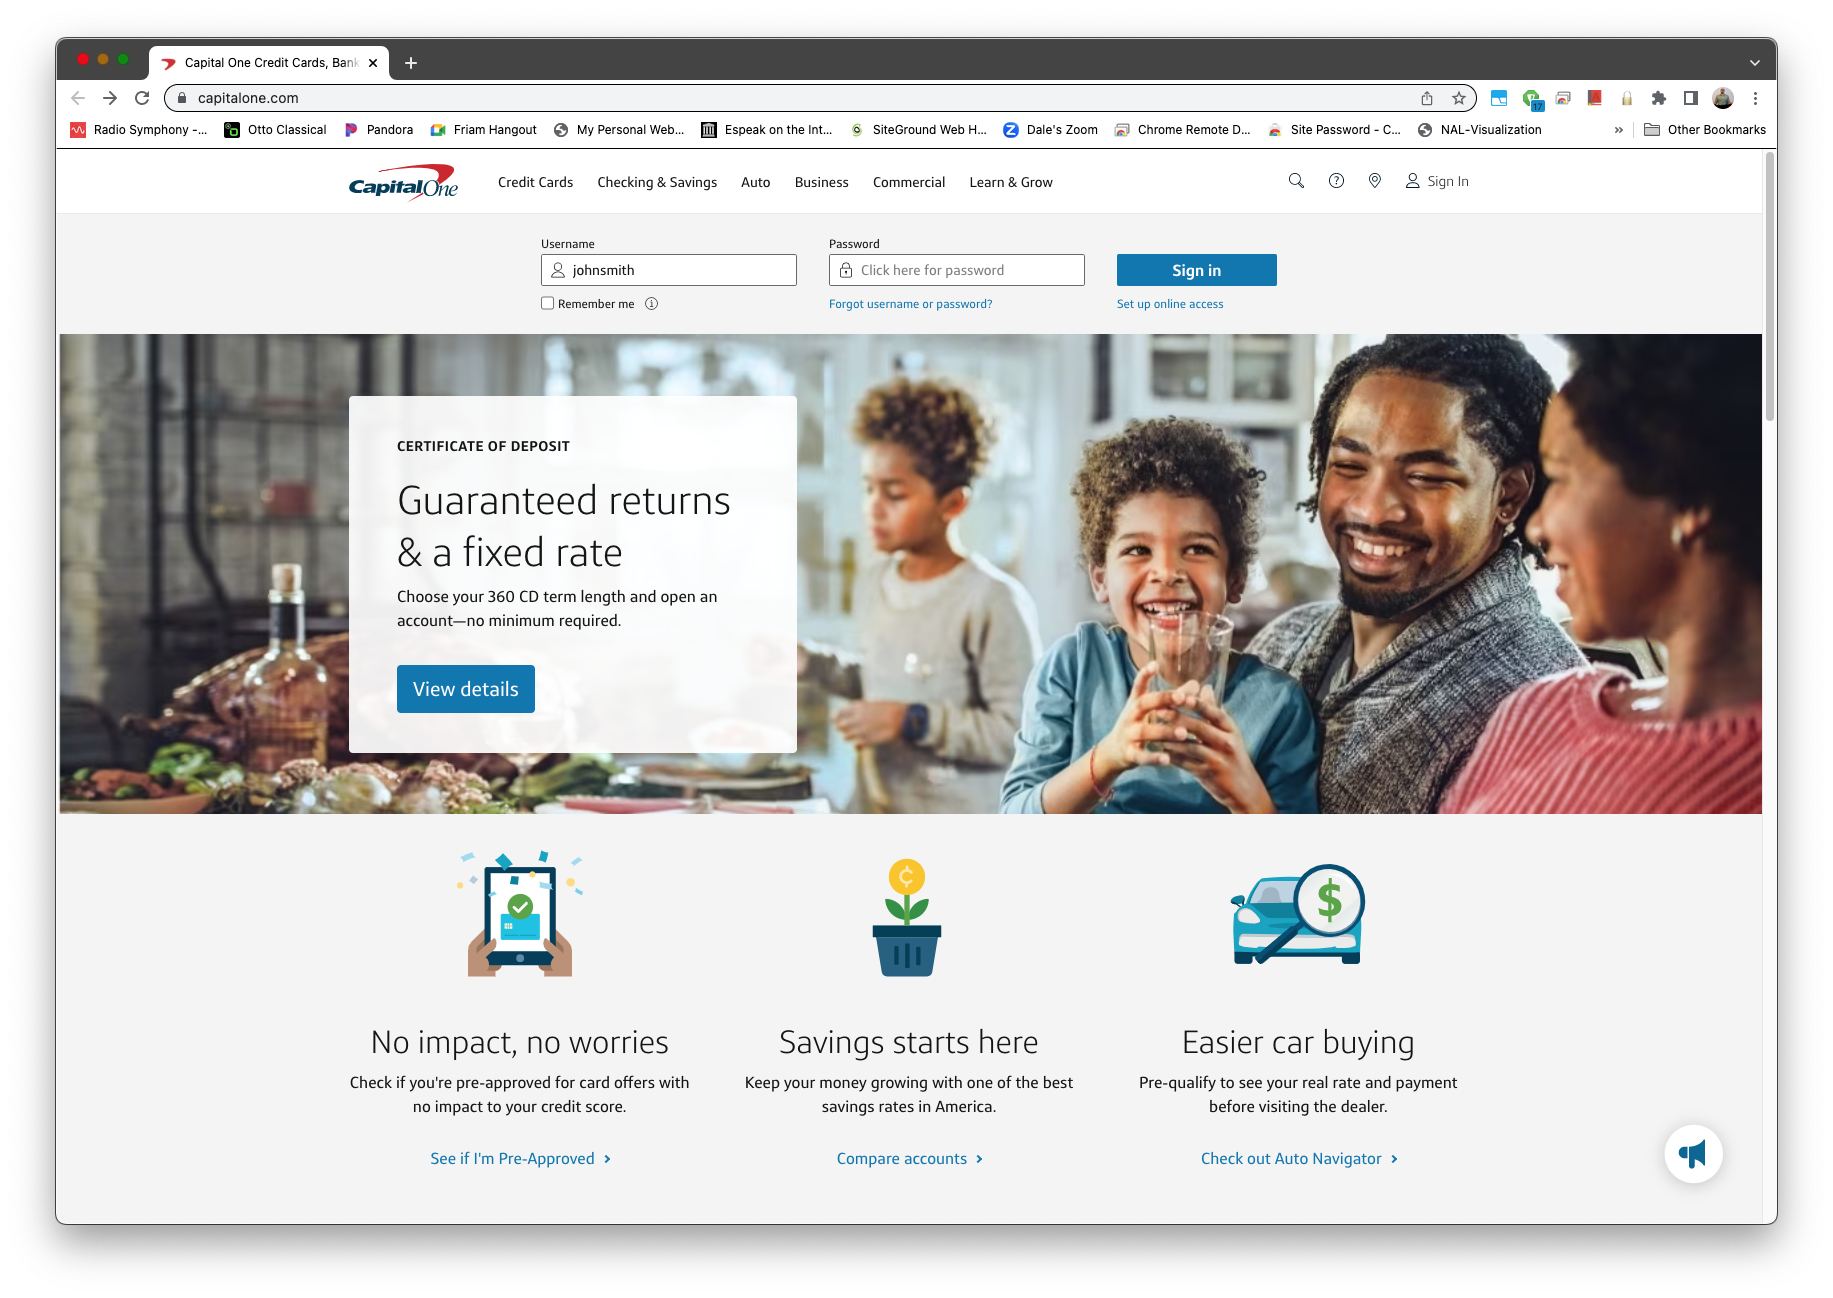 Capital One Credit Cards, Bank
capitalone.com
17
Radio Symphony -... Otto Classical Pandora Friam Hangout My Personal Web... Espeak on the Int... SiteGround Web H... Dale's Zoom Chrome Remote D... Site Password - C... NAL-Visualization » Other Bookmarks
CapitalOne Credit Cards Checking & Savings Auto Business Commercial Learn & Grow Sign In
Username Password
johnsmith Click here for password Sign in
Remember me Forgot username or password? Set up online access
CERTIFICATE OF DEPOSIT
Guaranteed returns
& a fixed rate
Choose your 360 CD term length and open an
account—no minimum required.
View details
No impact, no worries
Check if you're pre-approved for card offers with
no impact to your credit score.
See if I'm Pre-Approved
Savings starts here
Keep your money growing with one of the best
savings rates in America.
Compare accounts
Easier car buying
Pre-qualify to see your real rate and payment
before visiting the dealer.
Check out Auto Navigator